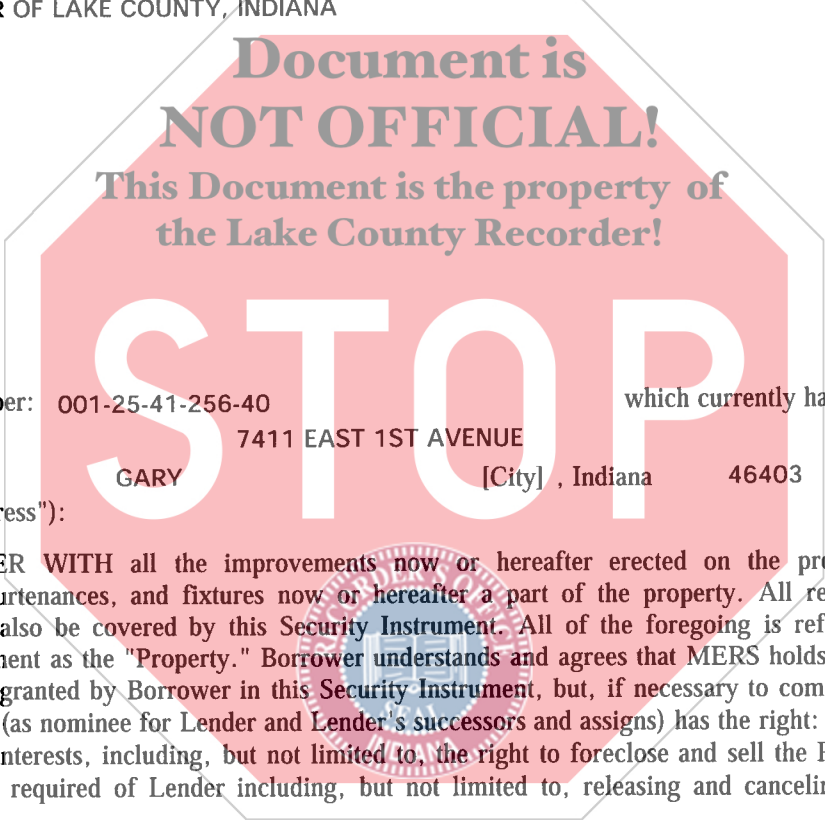 R OF LAKE COUNTY, INDIANA
Document is
NOT OFFICIAL!
This Document is the property of
the Lake County Recorder!
STOP
er: 001-25-41-256-40 which currently ha
7411 EAST 1ST AVENUE
GARY [City] , Indiana 46403
ress"):
ER WITH all the improvements now or hereafter erected on the pr
urtenances, and fixtures now or hereafter a part of the property. All re
also be covered by this Security Instrument. All of the foregoing is ref
ent as the "Property." Borrower understands and agrees that MERS holds
granted by Borrower in this Security Instrument, but, if necessary to com
(as nominee for Lender and Lender's successors and assigns) has the right:
nterests, including, but not limited to, the right to foreclose and sell the P
required of Lender including, but not limited to, releasing and cancelin
RECORDER'S OFFICE
SEAL
INDIANA